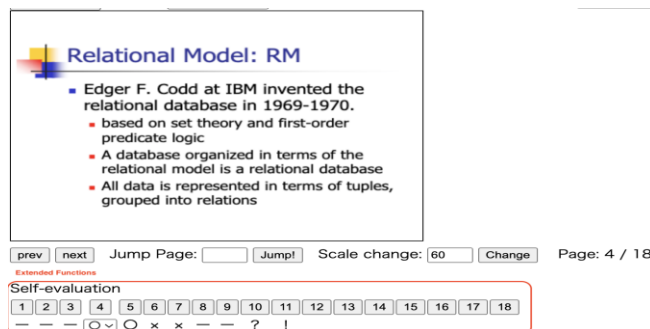 Relational Model: RM
Edger F. Codd at IBM invented the
relational database in 1969-1970.
based on set theory and first-order
predicate logic
A database organized in terms of the
relational model is a relational database
All data is represented in terms of tuples,
grouped into relations
prev next Jump Page: Jump! Scale change: 60 Change Page: 4 / 18
Extended Functions
Self-evaluation
1 2 3 4 5 6 7 8 9 10 11 12 13 14 15 16 17 18
— — — ○ ○ × × — — ? !